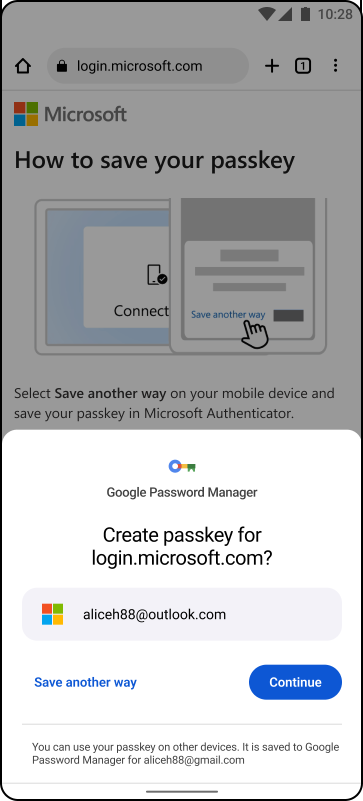 10:28
login.microsoft.com
1
Microsoft
How to save your passkey
Connect
Save another way
Select Save another way on your mobile device and
save your passkey in Microsoft Authenticator.
Google Password Manager
Create passkey for
login.microsoft.com?
aliceh88@outlook.com
Save another way
Continue
You can use your passkey on other devices. It is saved to Google
Password Manager for aliceh88@gmail.com